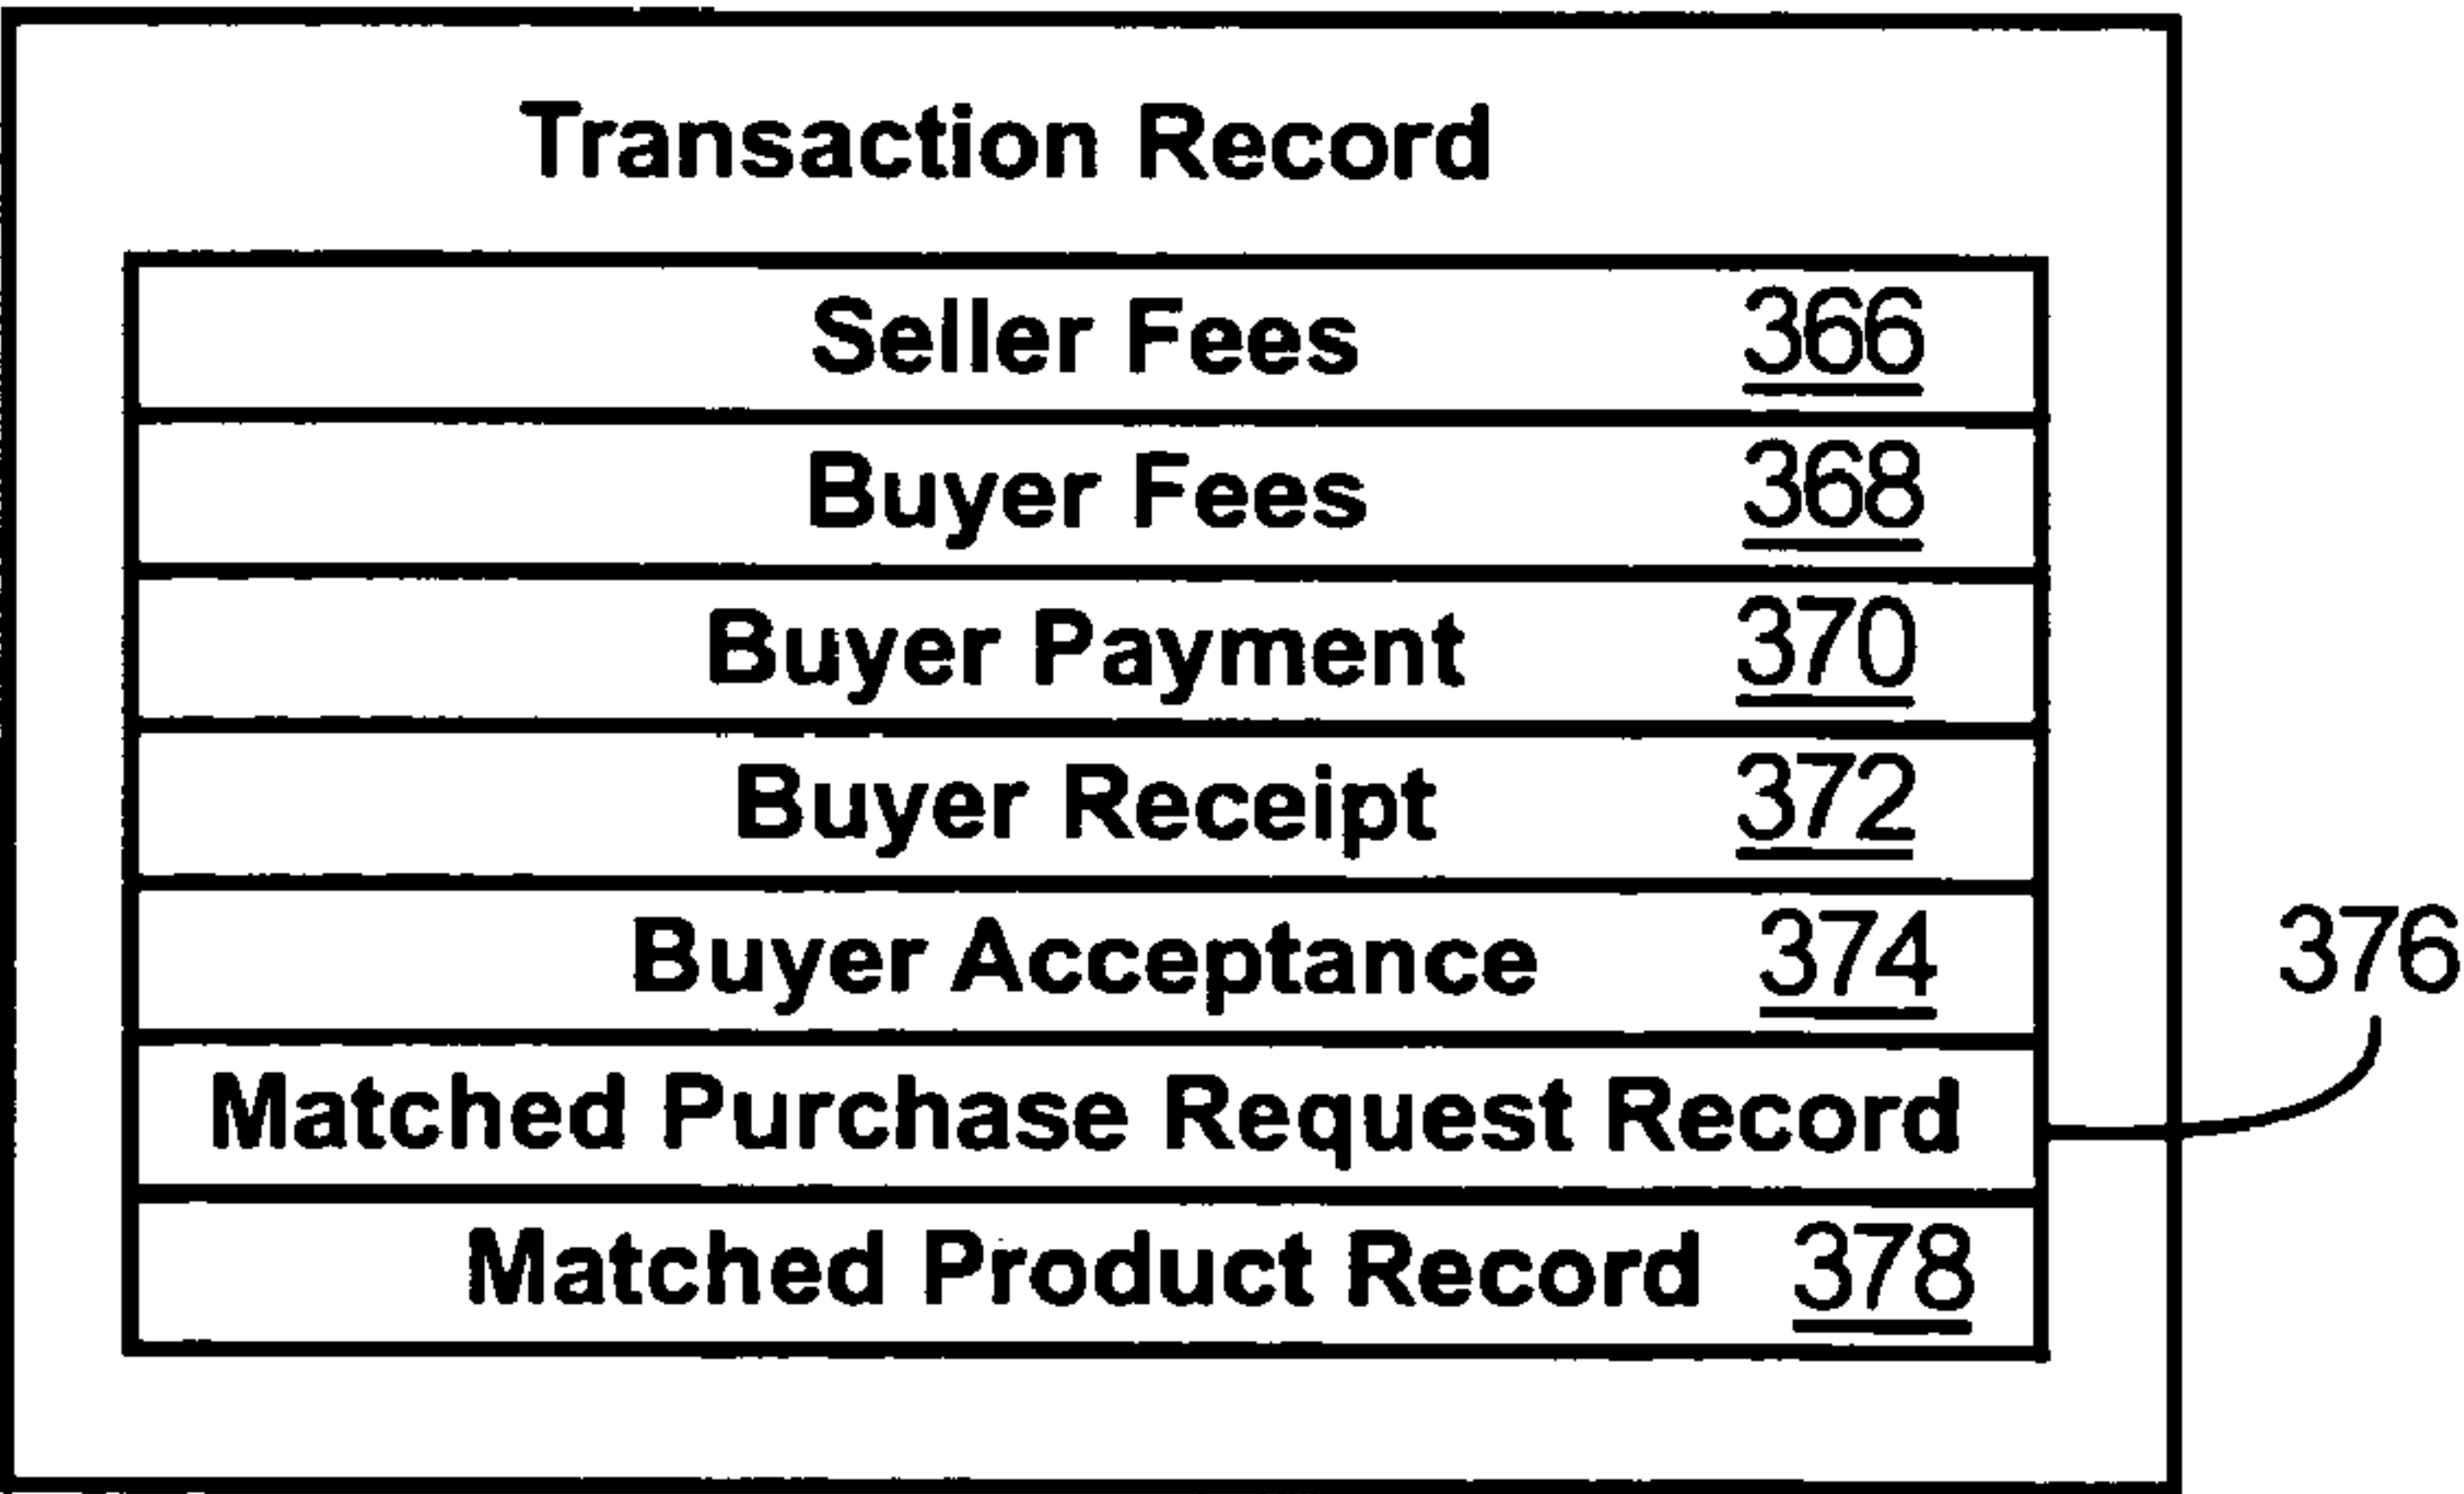 Transaction Record
Seller Fees 366
Buyer Fees 368
Buyer Payment 370
Buyer Receipt 372
Buyer Acceptance 374
376
Matched Purchase Request Record
Matched Product Record 378